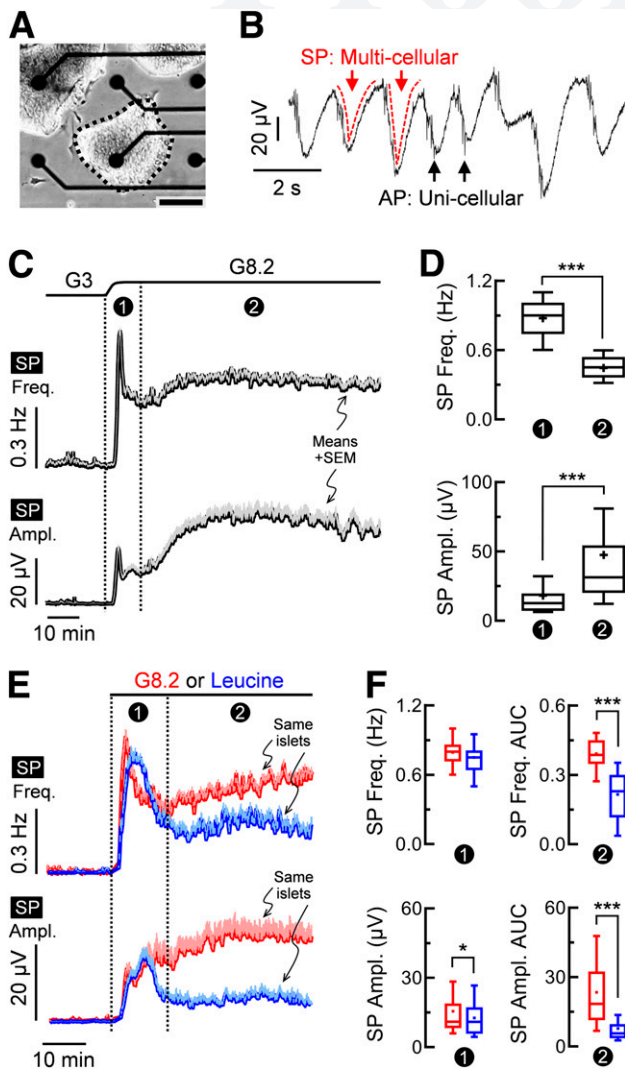 A
B
SP: Multi-cellular
20 µV
2 s
AP: Uni-cellular
C
G3
G8.2
1
2
SP
Freq.
0.3 Hz
Means
+SEM
SP
Ampl.
20 µV
10 min
D
SP Freq. (Hz)
1.2
0.6
0.0
***
1
2
SP Ampl. (µV)
100
50
0
***
1
2
E
G8.2 or Leucine
1
2
SP
Freq.
0.3 Hz
Same
islets
SP
Ampl.
20 µV
Same
islets
10 min
F
SP Freq. (Hz)
1.2
0.6
0.0
1
SP Freq. AUC
0.6
0.3
0.0
***
2
SP Ampl. (µV)
60
30
0
*
1
SP Ampl. AUC
60
30
0
***
2